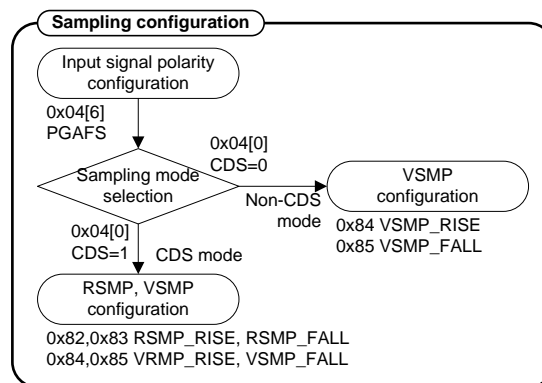 Sampling configuration
Input signal polarity
configuration
0x04[6]
PGAFS
0x04[0]
CDS=0
Sampling mode
selection
Non-CDS
mode
VSMP
configuration
0x84 VSMP_RISE
0x85 VSMP_FALL
0x04[0]
CDS=1
CDS mode
RSMP, VSMP
configuration
0x82,0x83 RSMP_RISE, RSMP_FALL
0x84,0x85 VRMP_RISE, VSMP_FALL